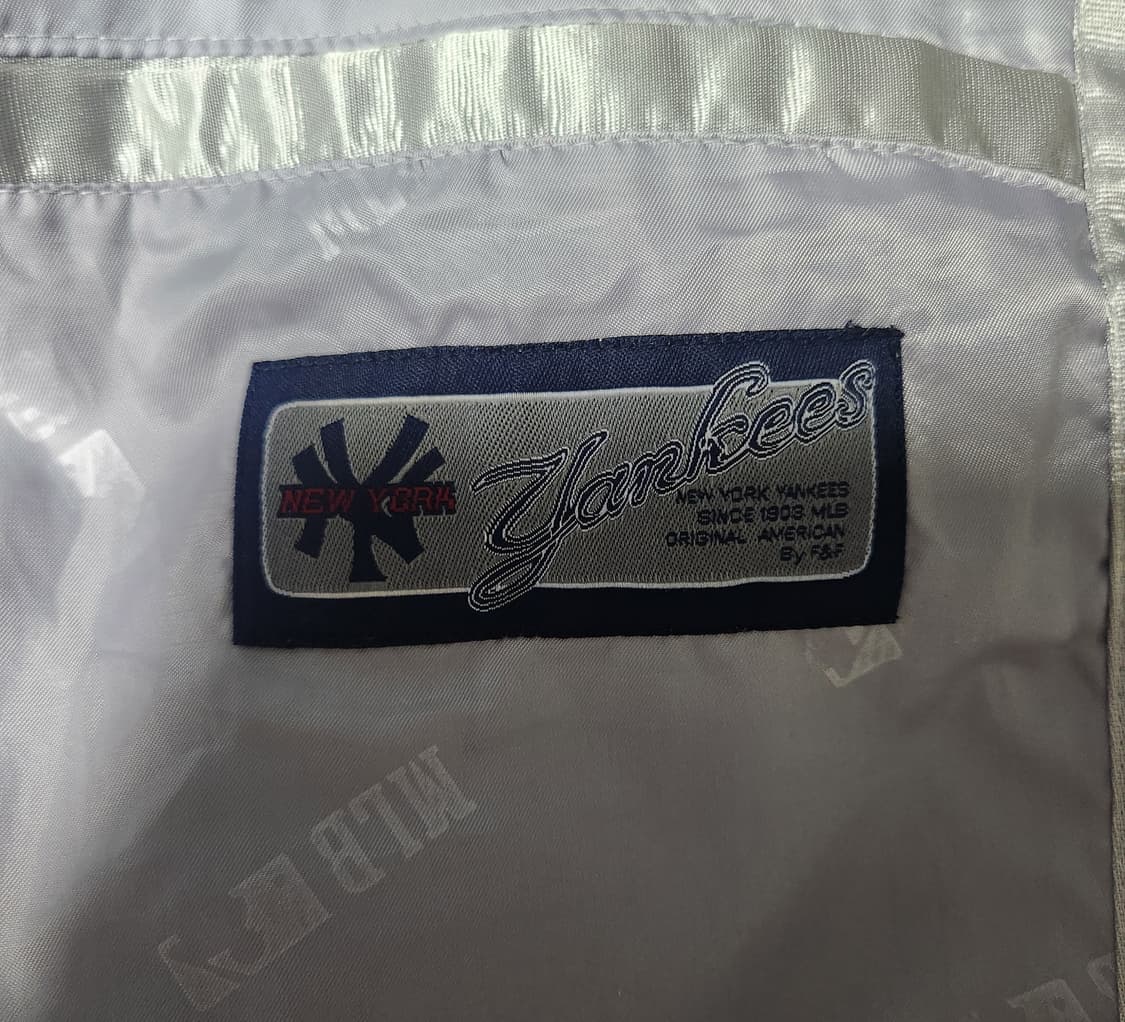 NEW YORK
Yankees
NEW YORK YANKEES
SINCE 1903 MLB
ORIGINAL AMERICAN
By F&F
MLB